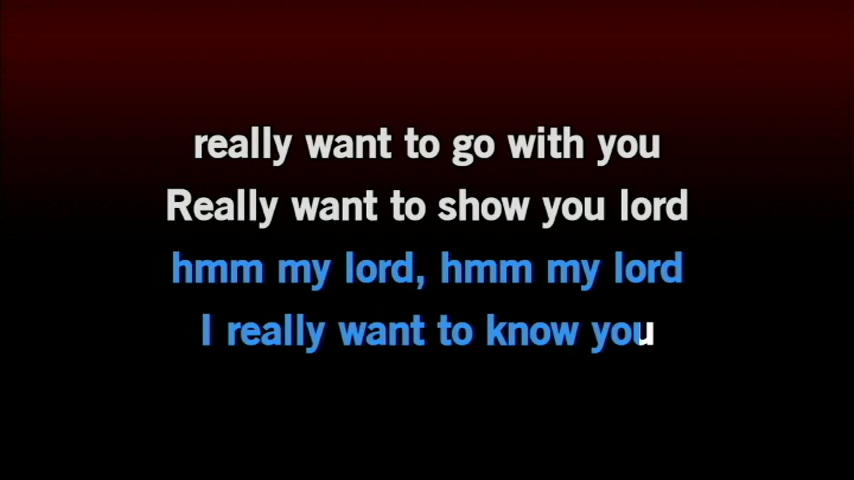 really want to go with you
Really want to show you lord
hmm my lord, hmm my lord
I really want to know you